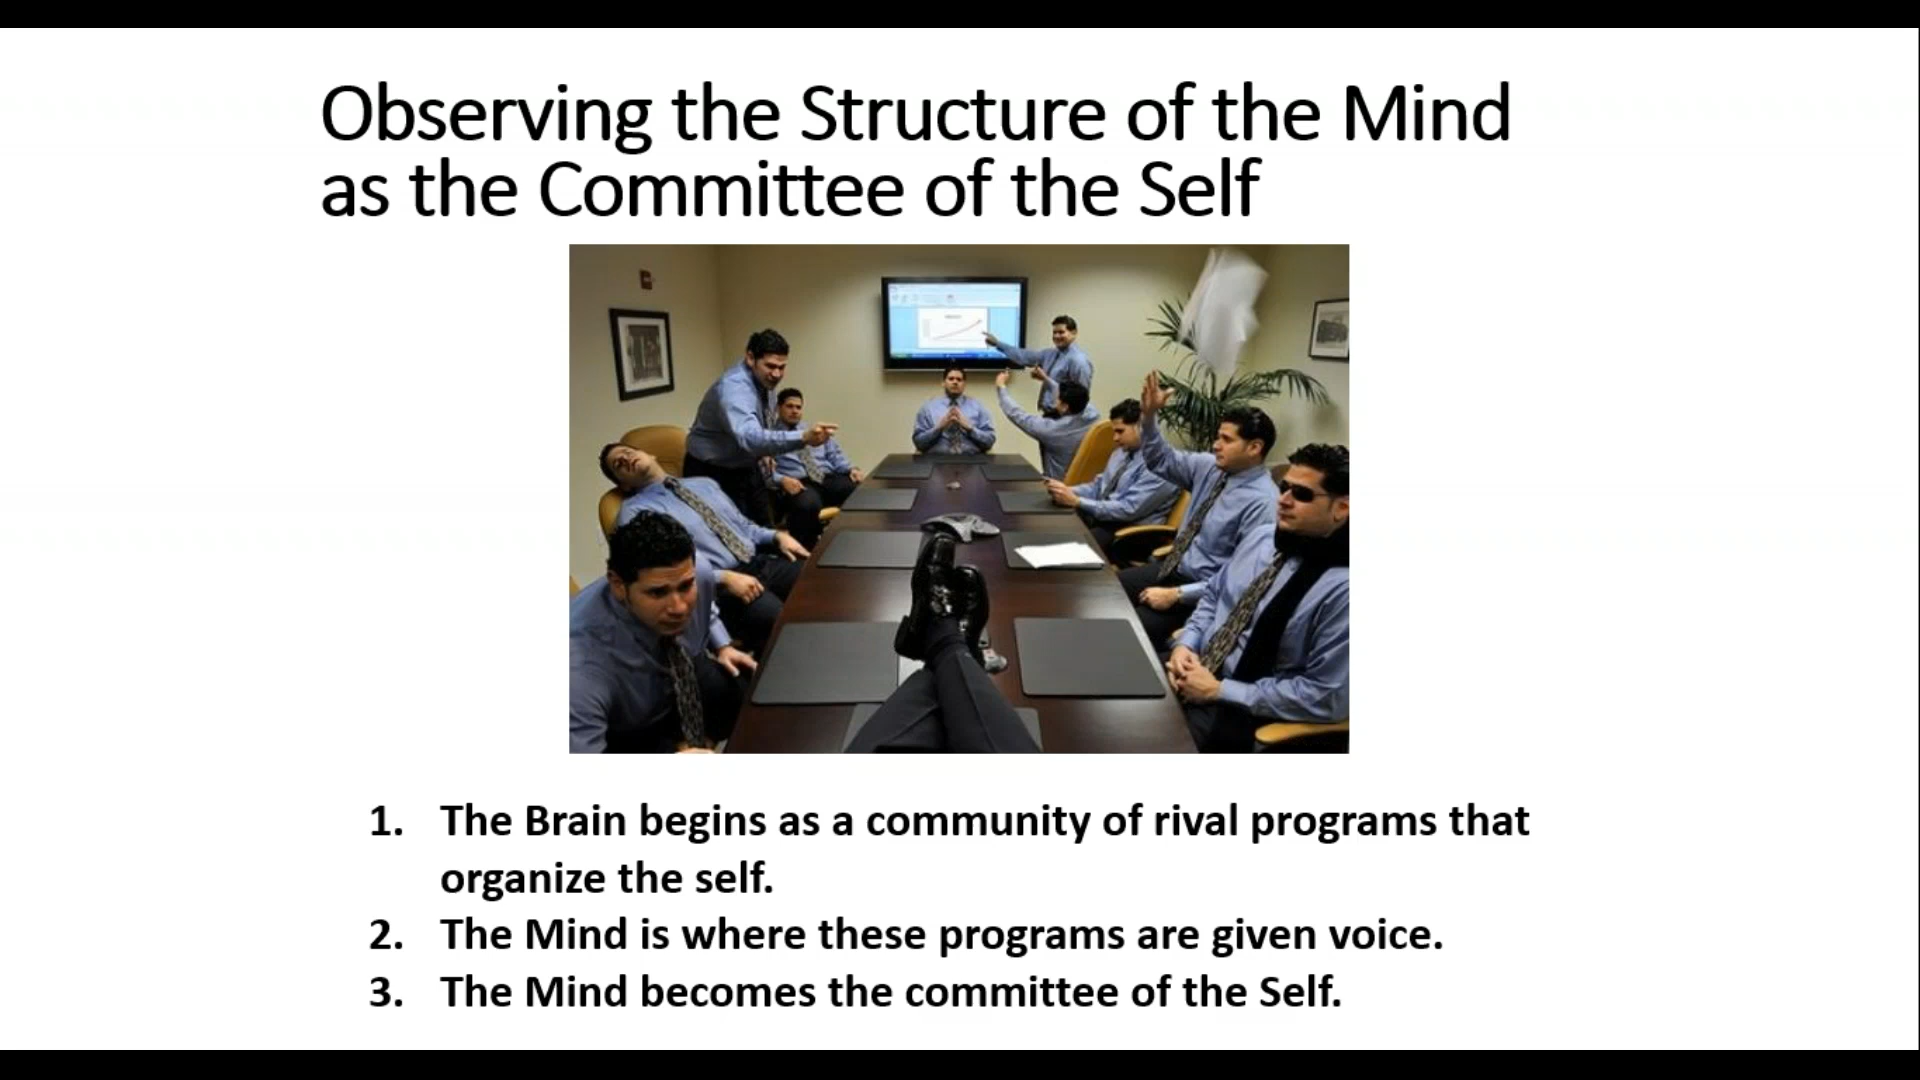 Observing the Structure of the Mind
as the Committee of the Self
1. The Brain begins as a community of rival programs that
organize the self.
2. The Mind is where these programs are given voice.
3. The Mind becomes the committee of the Self.